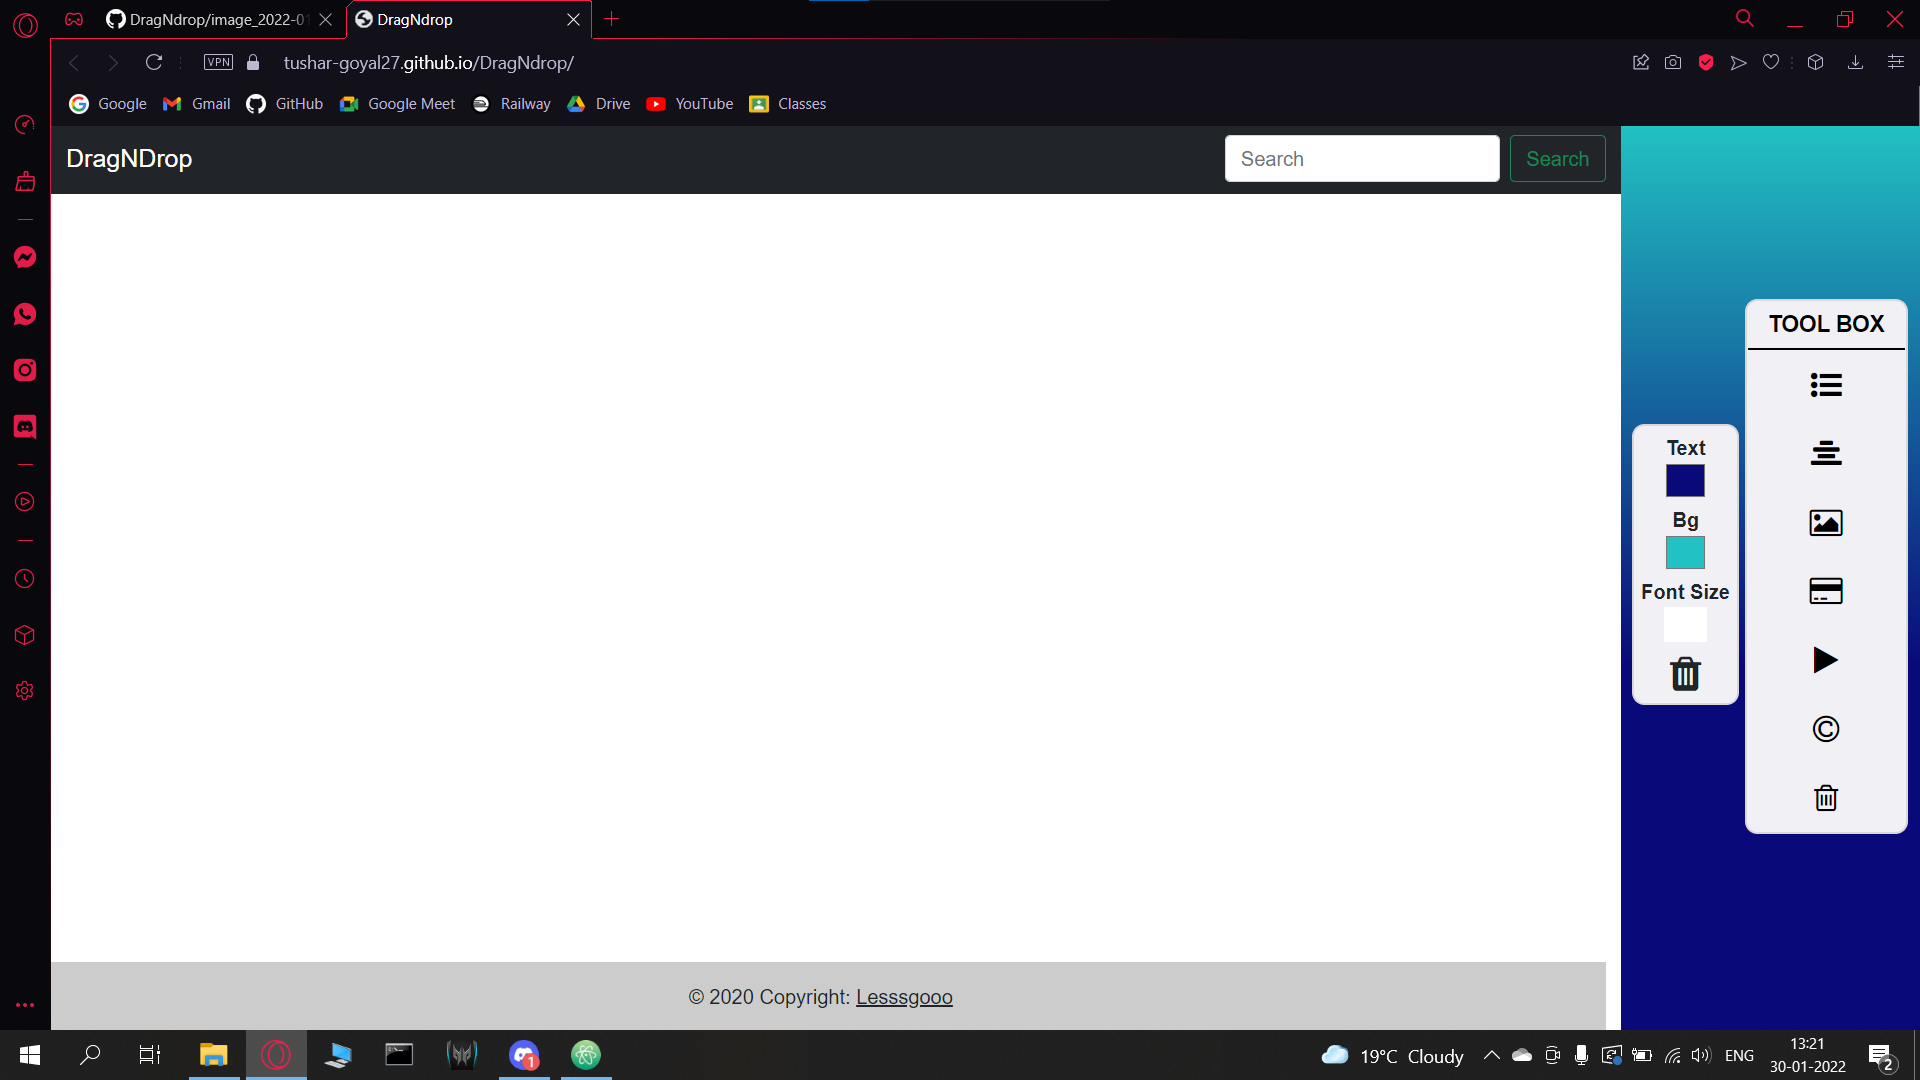 DragNDrop/image_2022-01
DragNdrop
VPN
tushar-goyal27.github.io/DragNdrop/
Google
Gmail
GitHub
Google Meet
Railway
Drive
YouTube
Classes
DragNDrop
Search
Search
TOOL BOX
Text
Bg
Font Size
© 2020 Copyright: Lesssgooo
1
19°C Cloudy
ENG
13:21
30-01-2022
2